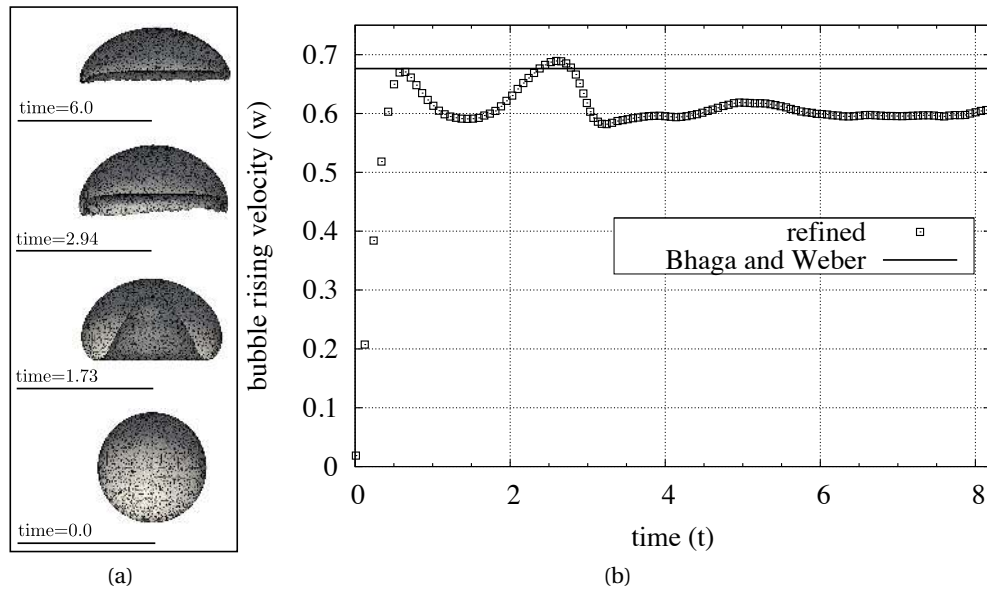 time=6.0
time=2.94
time=1.73
time=0.0
(a)
bubble rising velocity (w)
0.7
0.6
0.5
0.4
0.3
0.2
0.1
0
0 2 4 6 8
time (t)
refined
Bhaga and Weber
(b)